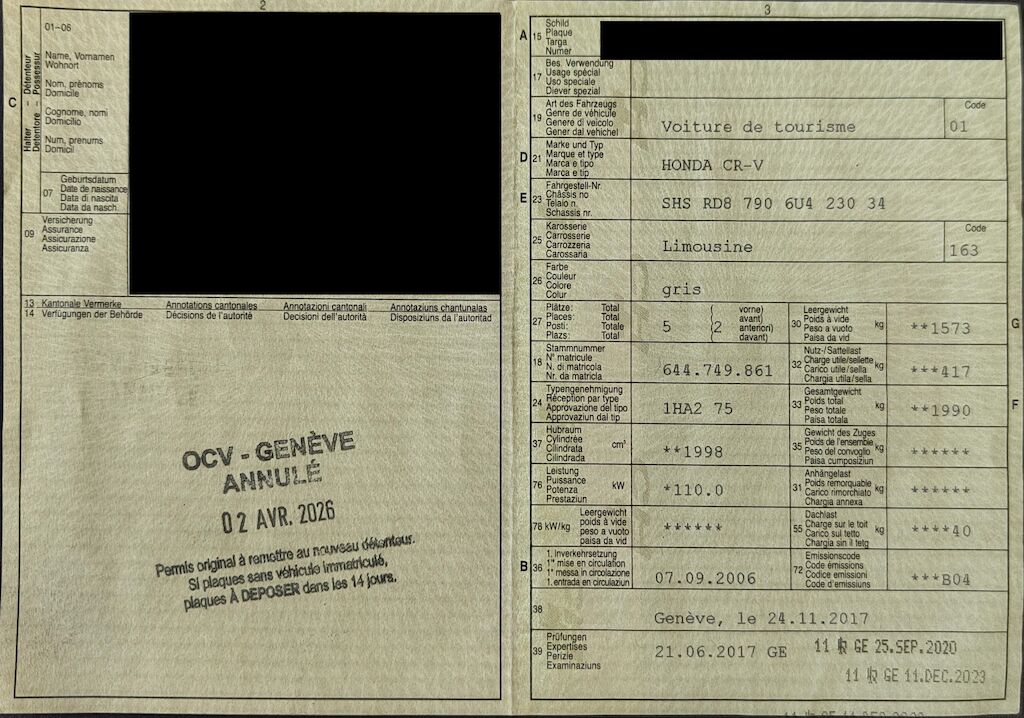 2
01-06
Name, Vornamen
Wohnort
Nom, prénoms
Domicile
Cognome, nomi
Domicilio
Num, prenums
Domicil
C
Halter – Détenteur
Detentore – Possessur
07
Geburtsdatum
Date de naissance
Data di nascita
Data da nasch.
09
Versicherung
Assurance
Assicurazione
Assicuranza
13 Kantonale Vermerke Annotations cantonales Annotazioni cantonali Annotaziuns chantunalas
14 Verfügungen der Behörde Décisions de l'autorité Decisioni dell'autorità Disposiziuns da l'autoritad
OCV - GENÈVE
ANNULÉ
02 AVR. 2026
Permis original à remettre au nouveau détenteur.
Si plaques sans véhicule immatriculé,
plaques À DEPOSER dans les 14 jours.
3
A 15
Schild
Plaque
Targa
Numer
17
Bes. Verwendung
Usage spécial
Uso speciale
Diever spezial
19
Art des Fahrzeugs
Genre de véhicule
Genere di veicolo
Gener dal vehichel
Voiture de tourisme
Code
01
D 21
Marke und Typ
Marque et type
Marca e tipo
Marca e tip
HONDA CR-V
E 23
Fahrgestell-Nr.
Châssis no
Telaio n.
Schassis nr.
SHS RD8 790 6U4 230 34
25
Karosserie
Carrosserie
Carrozzeria
Carossaria
Limousine
Code
163
26
Farbe
Couleur
Colore
Colur
gris
27
Plätze: Total
Places: Total
Posti: Totale
Plazs: Total
5 (2
vorne)
avant)
anteriori)
davant)
30
Leergewicht
Poids à vide
Peso a vuoto
Paisa da vid
kg
**1573
G
18
Stammnummer
N° matricule
N. di matricola
Nr. da matricla
644.749.861
32
Nutz-/Sattellast
Charge utile/sellette
Carico utile/sella
Chargia utila/sella
kg
***417
24
Typengenehmigung
Réception par type
Approvazione del tipo
Approvaziun dal tip
1HA2 75
33
Gesamtgewicht
Poids total
Peso totale
Paisa totala
kg
**1990
F
37
Hubraum
Cylindrée
Cilindrata
Cilindrada
cm³
**1998
35
Gewicht des Zuges
Poids de l'ensemble
Peso del convoglio
Paisa cumposiziun
kg
******
76
Leistung
Puissance
Potenza
Prestaziun
kW
*110.0
31
Anhängelast
Poids remorquable
Carico rimorchiato
Chargia annexa
kg
******
78 kW/kg
Leergewicht
poids à vide
peso a vuoto
paisa da vid
******
55
Dachlast
Charge sur le toit
Carico sul tetto
Chargia sin il tetg
kg
****40
B 36
1. Inverkehrsetzung
1re mise en circulation
1a messa in circolazione
1. entrada en circulaziun
07.09.2006
72
Emissionscode
Code émissions
Codice emissioni
Code d'emissiuns
***B04
38
Genève, le 24.11.2017
39
Prüfungen
Expertises
Perizie
Examinaziuns
21.06.2017 GE
GE 25.SEP.2020
GE 11.DEC.2023